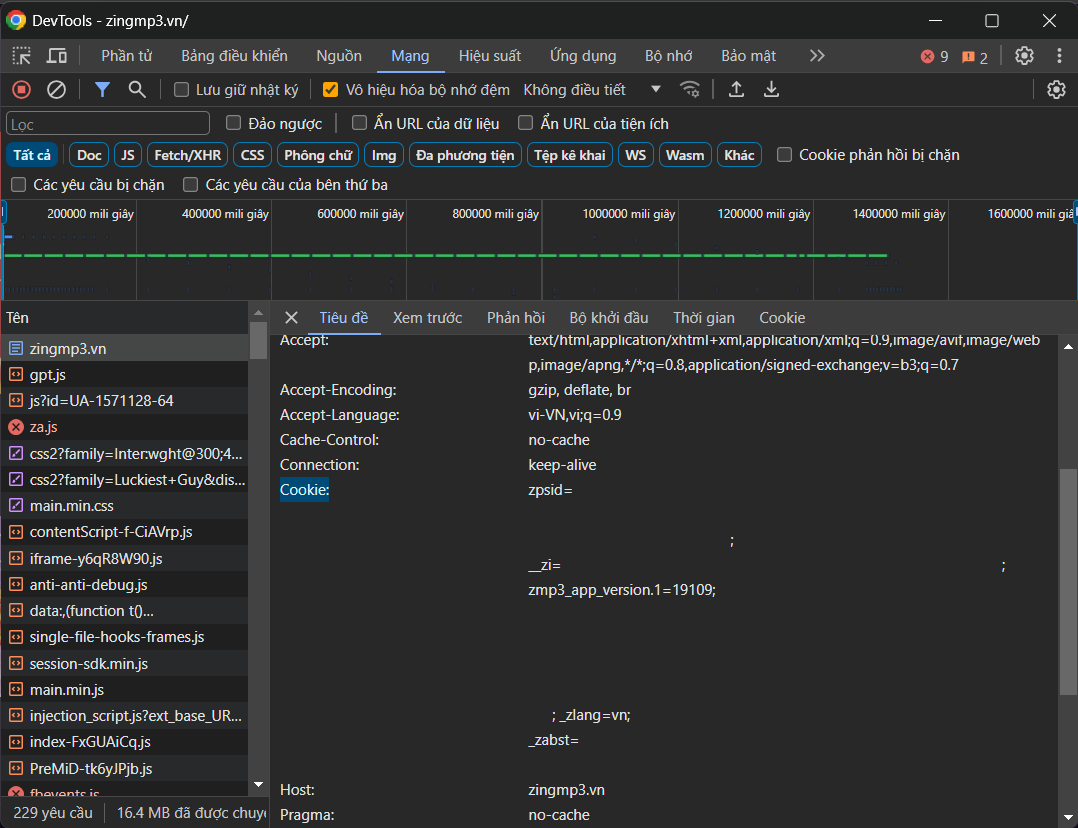 DevTools - zingmp3.vn/
Phần tử Bảng điều khiển Nguồn Mạng Hiệu suất Ứng dụng Bộ nhớ Bảo mật 9 2
Lưu giữ nhật ký Vô hiệu hóa bộ nhớ đệm Không điều tiết
Lọc Đảo ngược Ẩn URL của dữ liệu Ẩn URL của tiện ích
Tất cả Doc JS Fetch/XHR CSS Phông chữ Img Đa phương tiện Tệp kê khai WS Wasm Khác Cookie phản hồi bị chặn
Các yêu cầu bị chặn Các yêu cầu của bên thứ ba
200000 mili giây 400000 mili giây 600000 mili giây 800000 mili giây 1000000 mili giây 1200000 mili giây 1400000 mili giây 1600000 mili giâ
Tên
zingmp3.vn
gpt.js
js?id=UA-1571128-64
za.js
css2?family=Inter:wght@300;4...
css2?family=Luckiest+Guy&dis...
main.min.css
contentScript-f-CiAVrp.js
iframe-y6qR8W90.js
anti-anti-debug.js
data:,(function t()...
single-file-hooks-frames.js
session-sdk.min.js
main.min.js
injection_script.js?ext_base_UR...
index-FxGUAiCq.js
PreMiD-tk6yJPjb.js
fbevents.js
229 yêu cầu 16.4 MB đã được chuy
Tiêu đề Xem trước Phản hồi Bộ khởi đầu Thời gian Cookie
Accept: text/html,application/xhtml+xml,application/xml;q=0.9,image/avif,image/web
p,image/apng,*/*;q=0.8,application/signed-exchange;v=b3;q=0.7
Accept-Encoding: gzip, deflate, br
Accept-Language: vi-VN,vi;q=0.9
Cache-Control: no-cache
Connection: keep-alive
Cookie: zpsid=
;
__zi= ;
zmp3_app_version.1=19109;
; _zlang=vn;
_zabst=
Host: zingmp3.vn
Pragma: no-cache